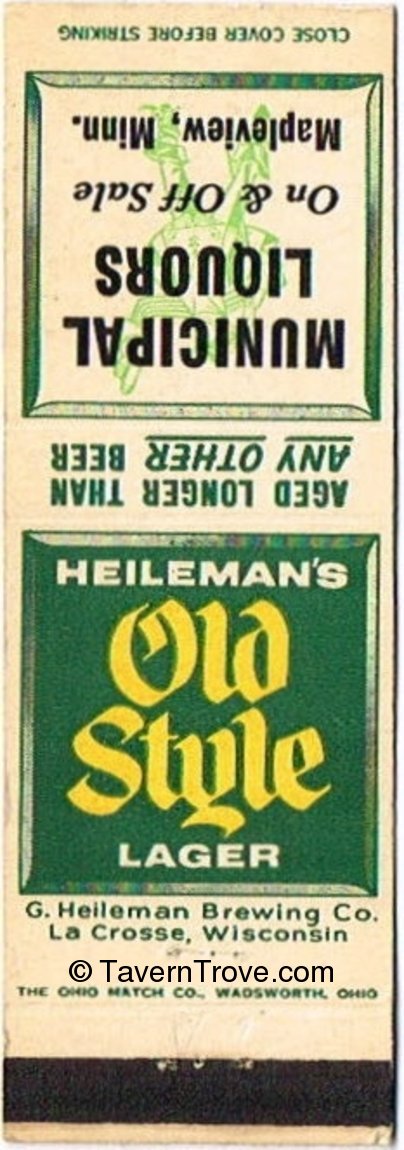 CLOSE COVER BEFORE STRIKING
MUNICIPAL
LIQUORS
On & Off Sale
Mapleview, Minn.
AGED LONGER THAN
ANY OTHER BEER
HEILEMAN'S
Old
Style
LAGER
G. Heileman Brewing Co.
La Crosse, Wisconsin
© TavernTrove.com
THE OHIO MATCH CO., WADSWORTH, OHIO